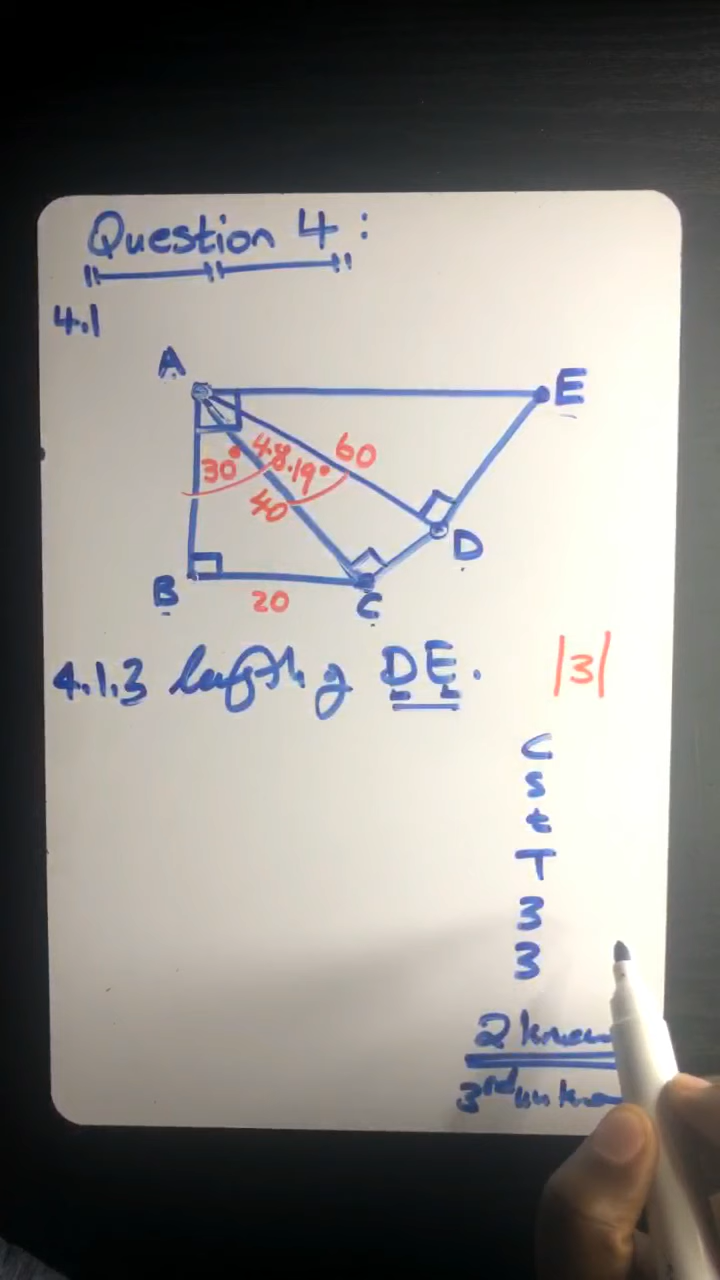 Question 4 :
4.1
A
E
30° 48.19° 60
40
D
B
20
C
4.1.3 length of DE. |3|
C
S
t
T
3
3
2 known
3rd unknown